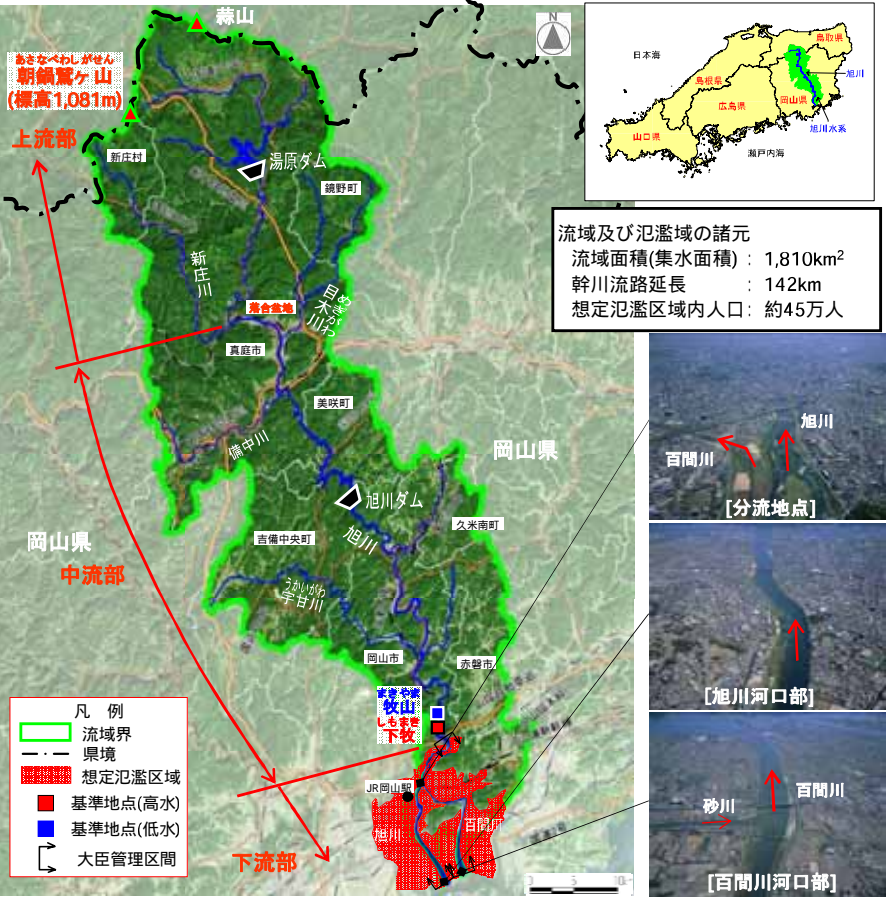 蒜山
あさなべわしがせん
朝鍋鷲ヶ山
(標高1,081m)
上流部
新庄村
湯原ダム
鏡野町
新庄川
落合盆地
目木川
めきがわ
真庭市
美咲町
備中川
岡山県
旭川ダム
久米南町
吉備中央町
旭川
岡山県
中流部
うかいがわ
宇甘川
岡山市
赤磐市
まきやま
牧山
しもまき
下牧
JR岡山駅
旭川
百間川
下流部
0 5 10
凡 例
流域界
県境
想定氾濫区域
基準地点(高水)
基準地点(低水)
大臣管理区間
N
日本海
鳥取県
島根県
旭川
岡山県
広島県
山口県
旭川水系
瀬戸内海
流域及び氾濫域の諸元
流域面積(集水面積) : 1,810km²
幹川流路延長 : 142km
想定氾濫区域内人口: 約45万人
旭川
百間川
[分流地点]
[旭川河口部]
百間川
砂川
[百間川河口部]